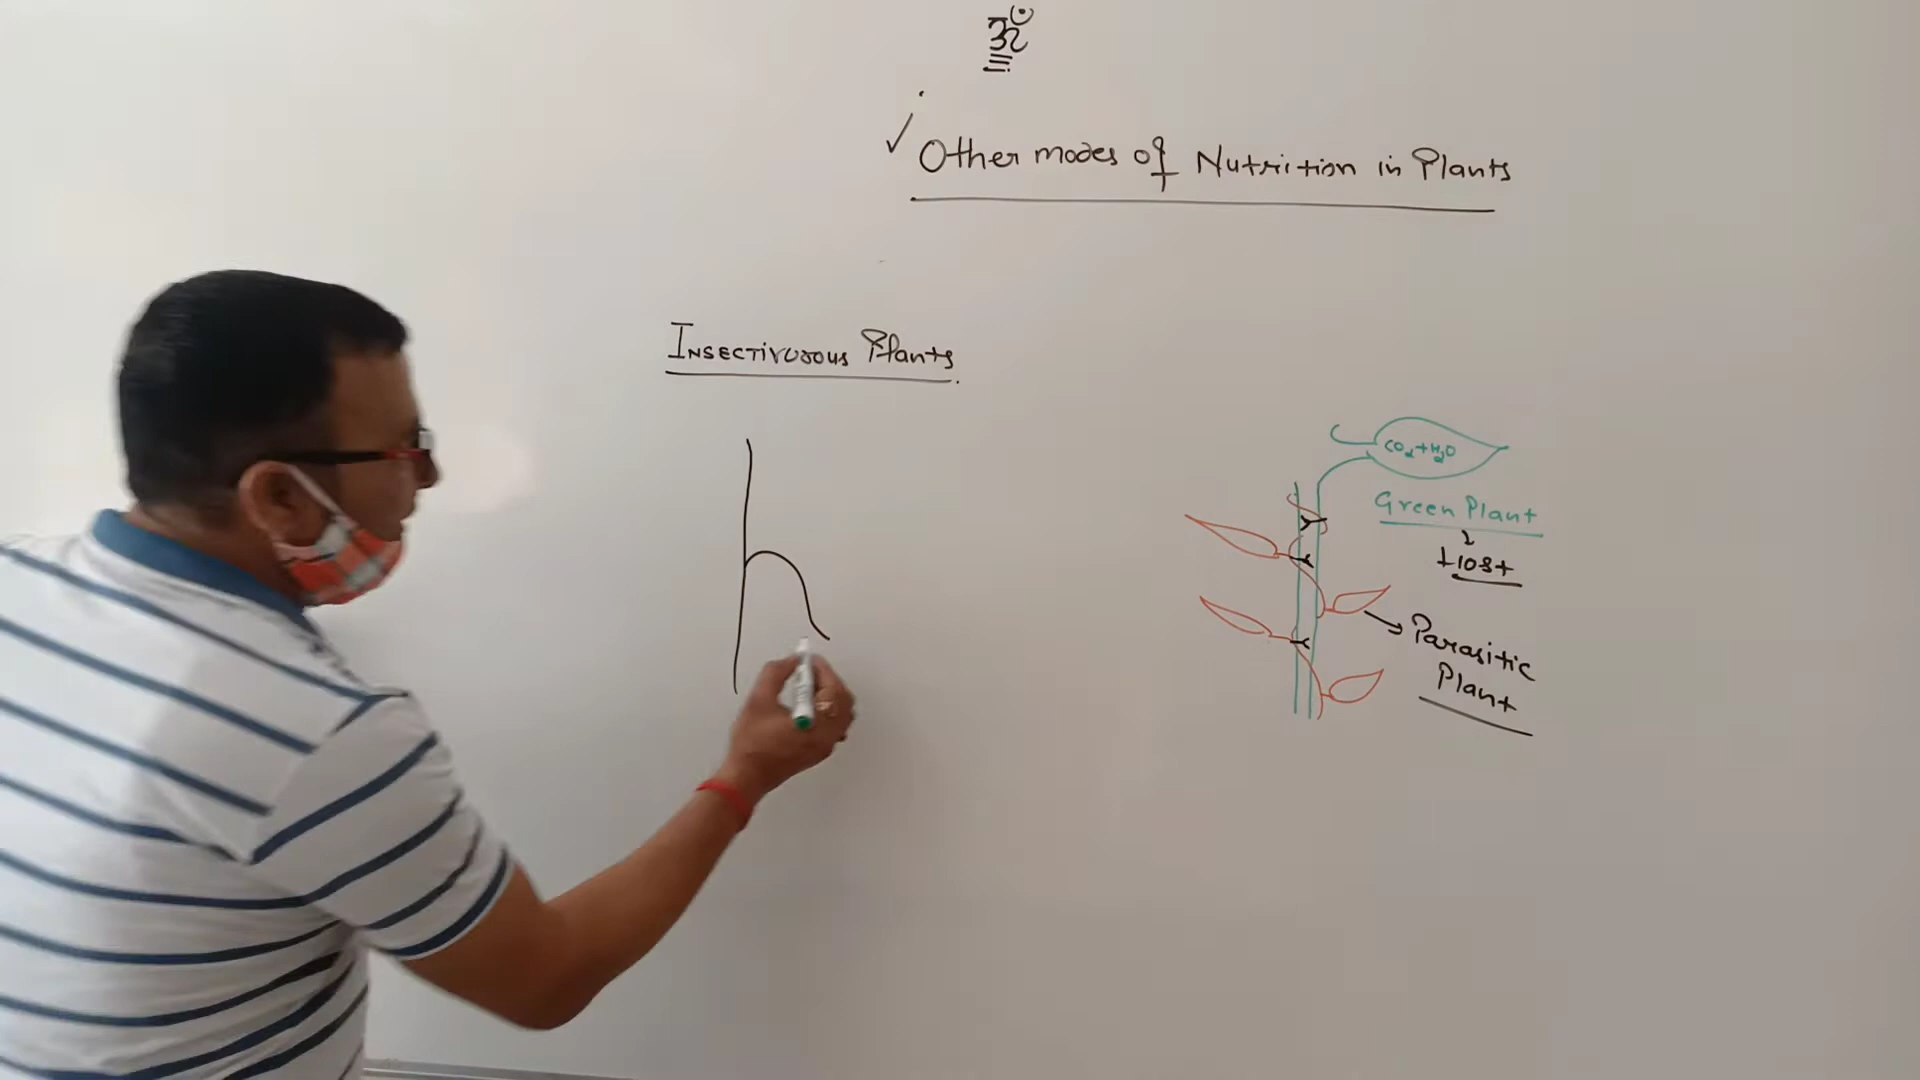 ॐ
✓ Other modes of Nutrition in Plants
Insectivorous Plants
CO₂+H₂O
Green Plant
↓
Host
→ Parasitic
Plant